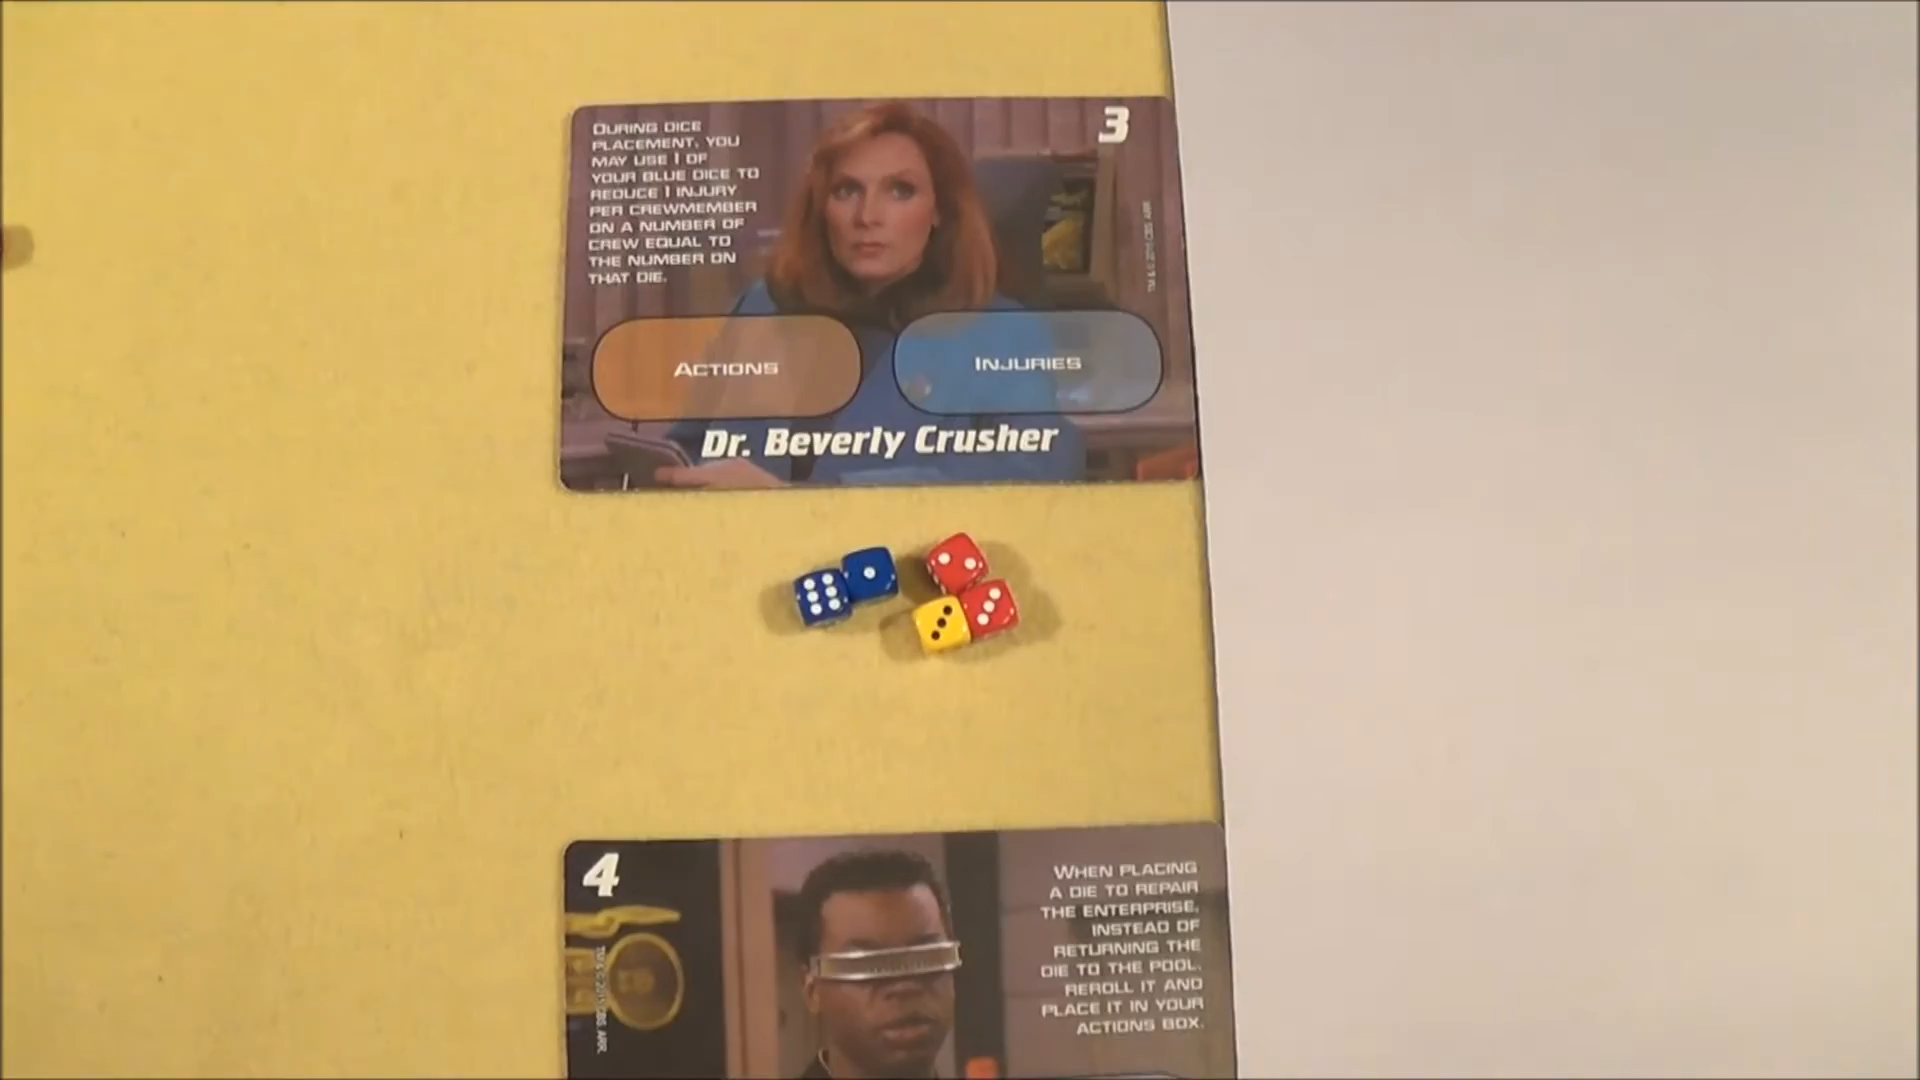 3
DURING DICE
PLACEMENT, YOU
MAY USE 1 OF
YOUR BLUE DICE TO
REDUCE 1 INJURY
PER CREWMEMBER
ON A NUMBER OF
CREW EQUAL TO
THE NUMBER ON
THAT DIE.
ACTIONS
INJURIES
Dr. Beverly Crusher
4
WHEN PLACING
A DIE TO REPAIR
THE ENTERPRISE,
INSTEAD OF
RETURNING THE
DIE TO THE POOL,
REROLL IT AND
PLACE IT IN YOUR
ACTIONS BOX.